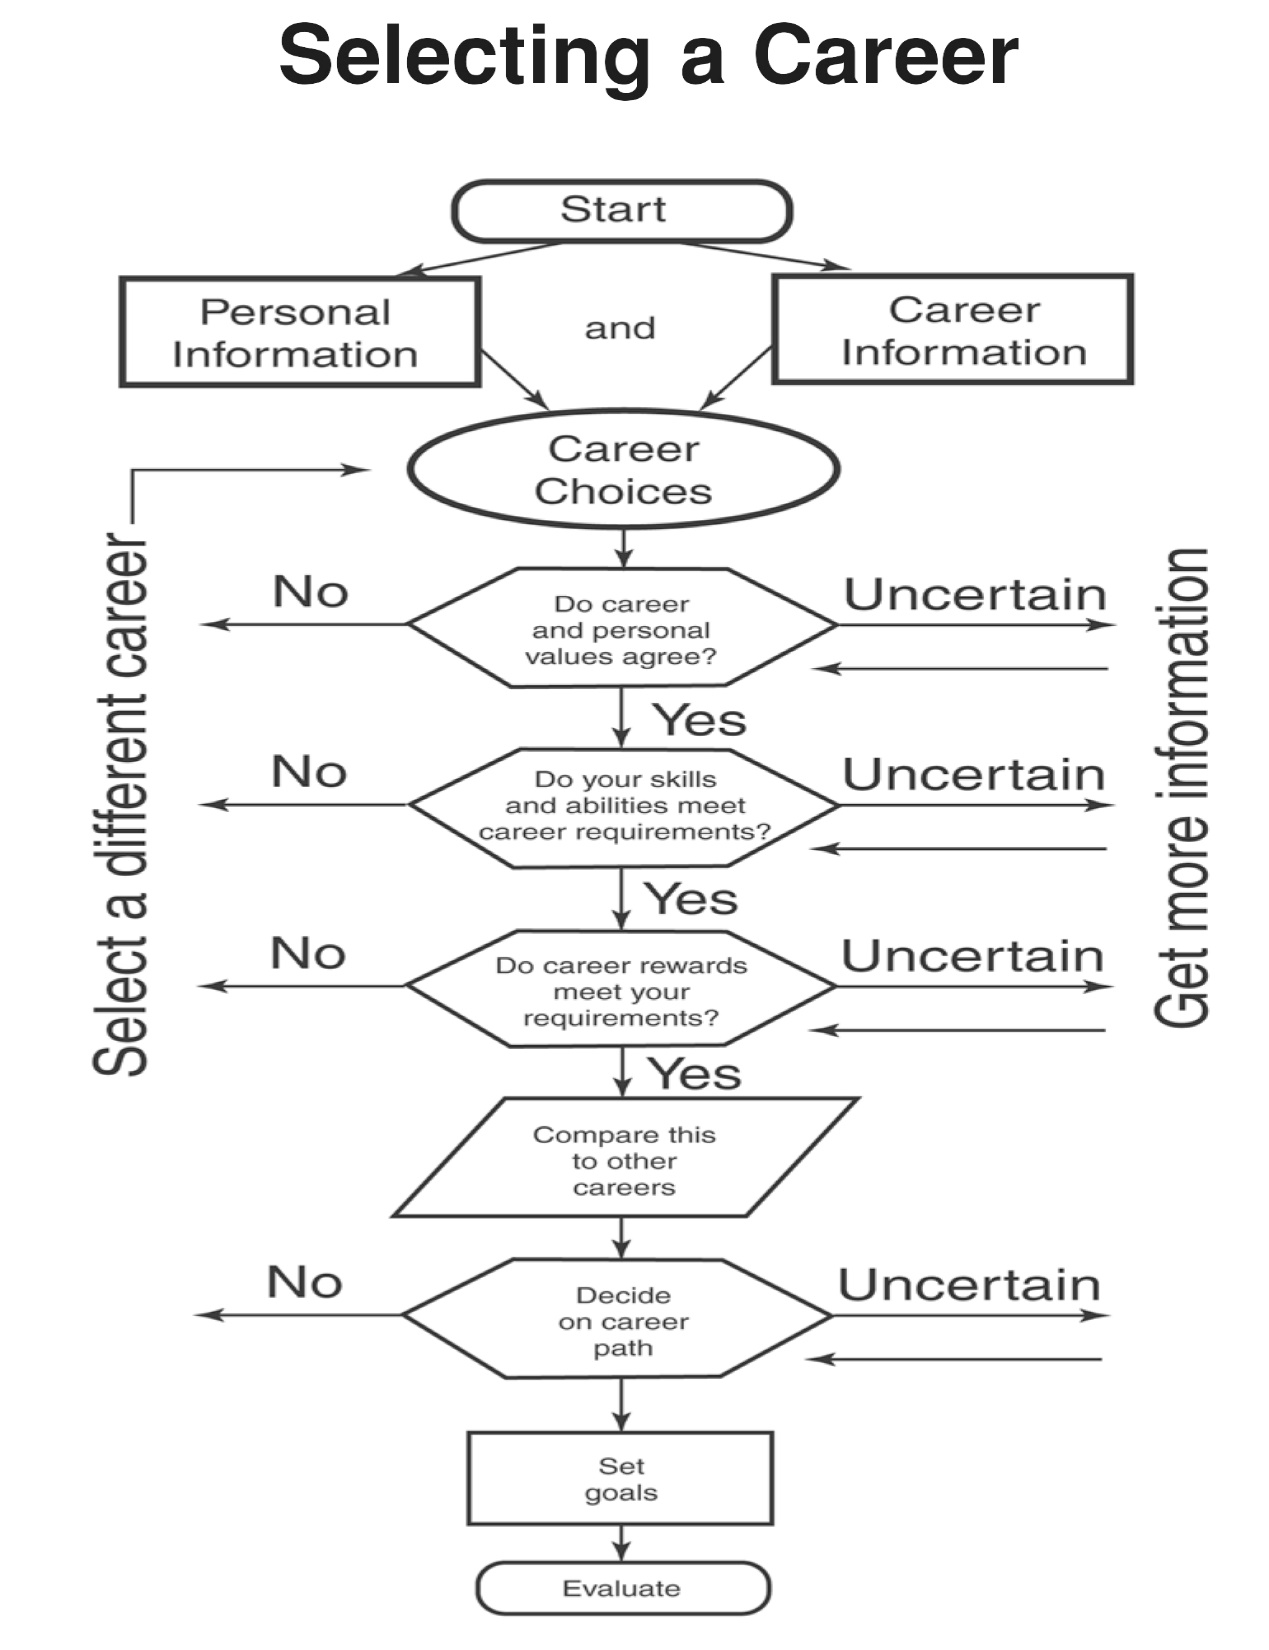 Selecting a Career
Start
Personal
Information
and
Career
Information
Career
Choices
Select a different career
No
Do career
and personal
values agree?
Uncertain
Get more information
Yes
No
Do your skills
and abilities meet
career requirements?
Uncertain
Yes
No
Do career rewards
meet your
requirements?
Uncertain
Yes
Compare this
to other
careers
No
Decide
on career
path
Uncertain
Set
goals
Evaluate